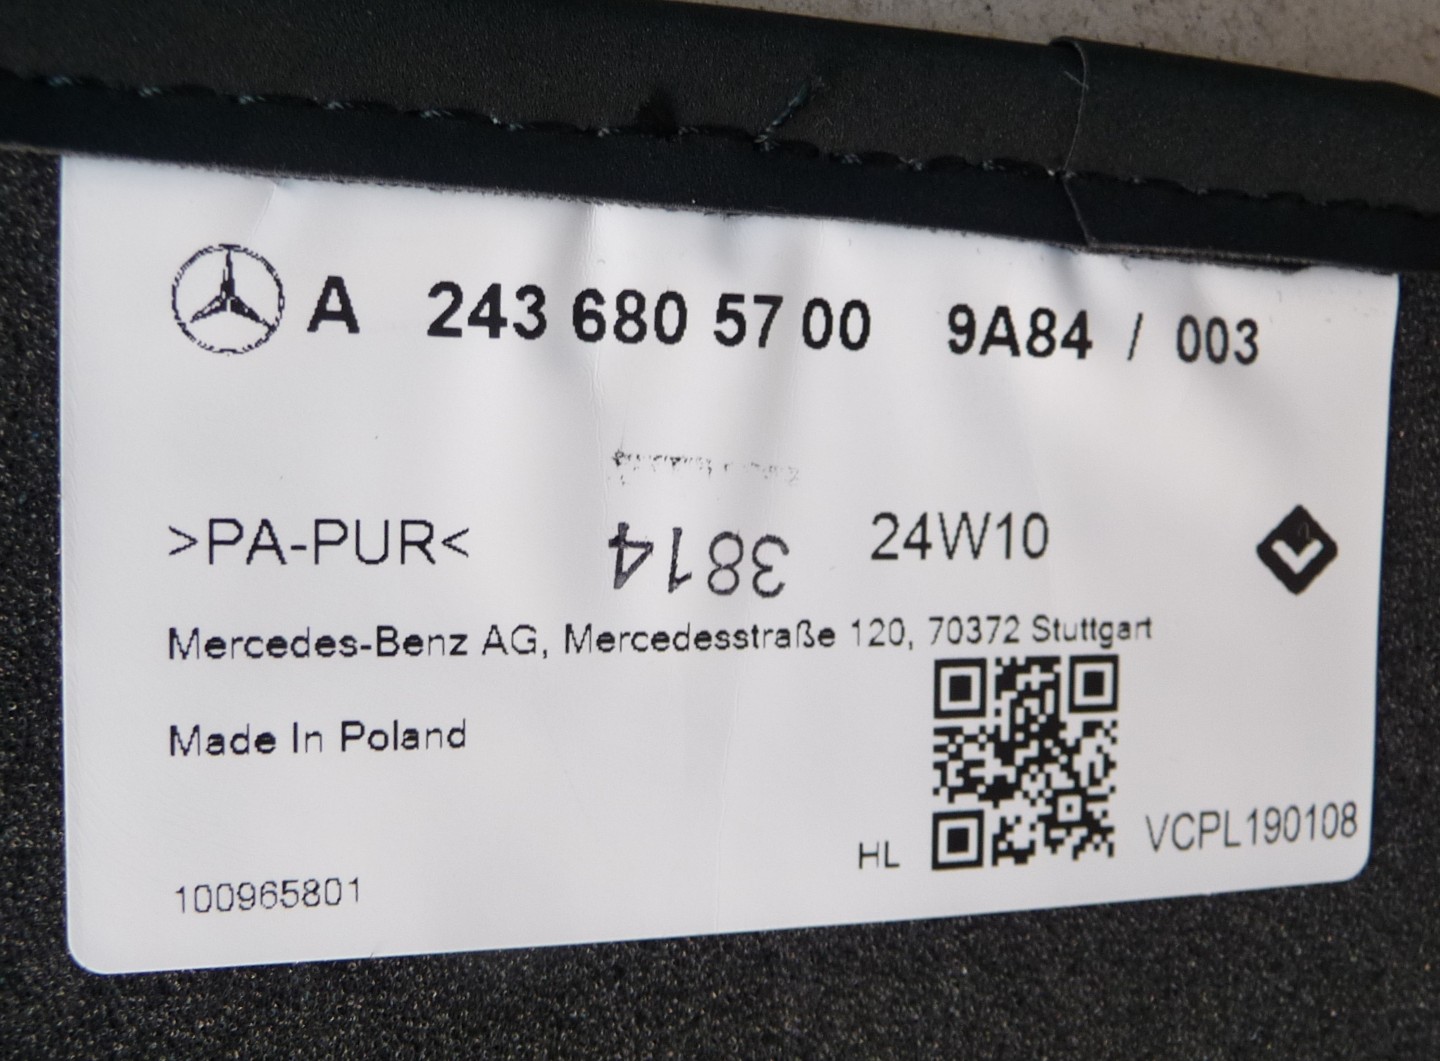 A 243 680 57 00 9A84 / 003
>PA-PUR< 3814 24W10
Mercedes-Benz AG, Mercedesstraße 120, 70372 Stuttgart
Made In Poland
HL VCPL190108
100965801